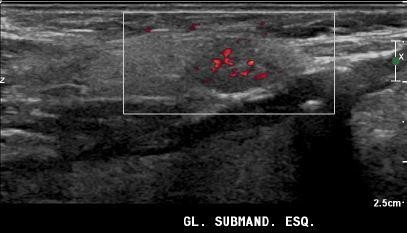 z
x
2.5cm
GL. SUBMAND. ESQ.